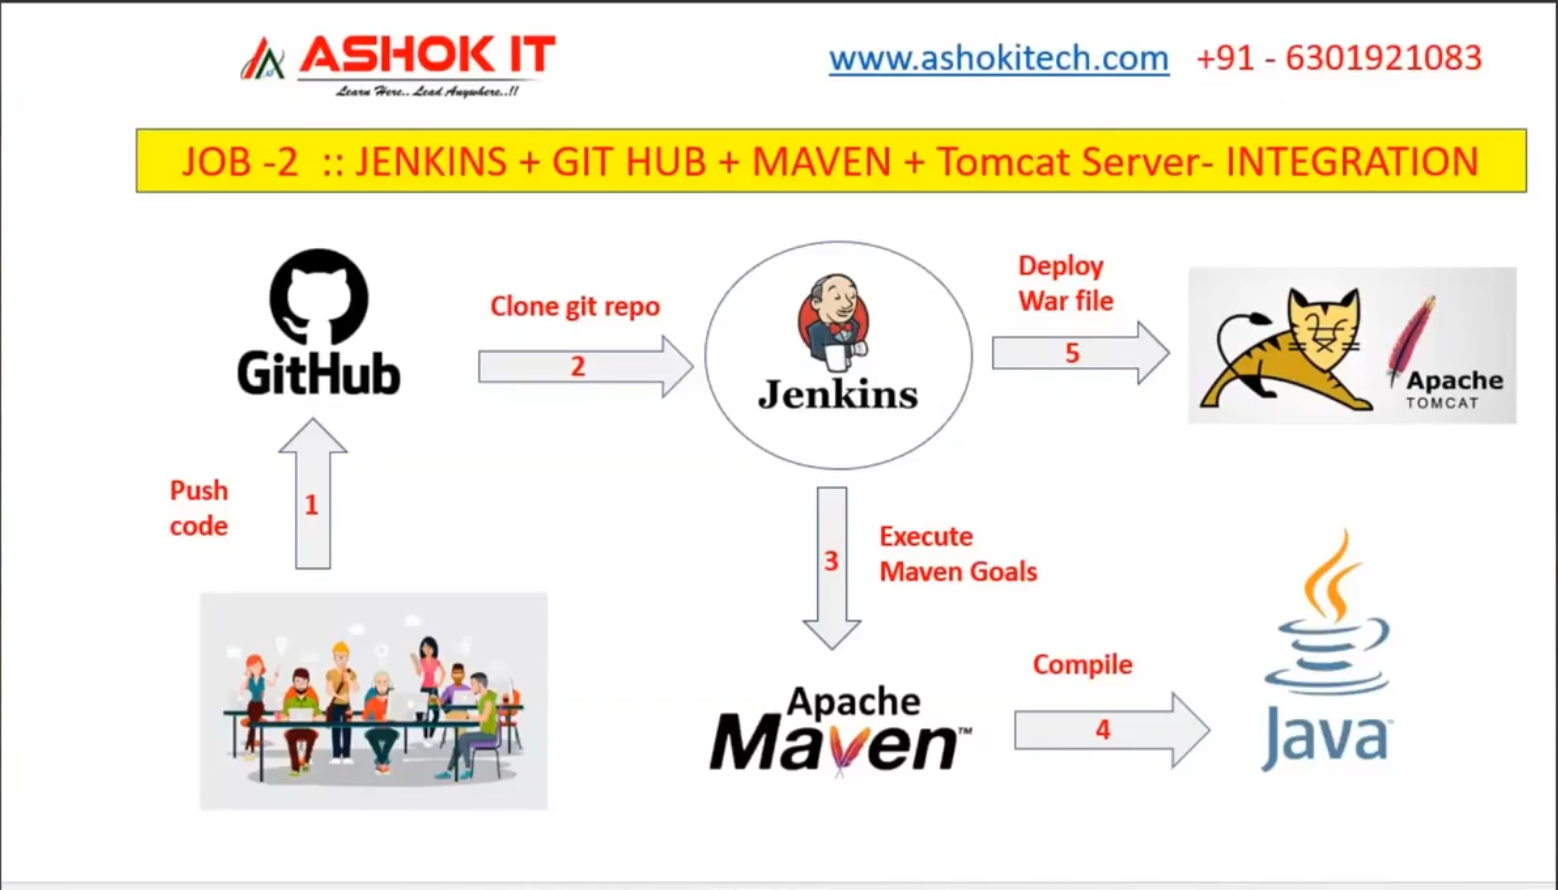 ASHOK IT
Learn Here.. Lead Anywhere..!!
www.ashokitech.com +91 - 6301921083
JOB -2 :: JENKINS + GIT HUB + MAVEN + Tomcat Server- INTEGRATION
GitHub
Clone git repo
2
Jenkins
Deploy
War file
5
Apache
TOMCAT
Push
code
1
3
Execute
Maven Goals
Apache
Maven™
Compile
4
Java™